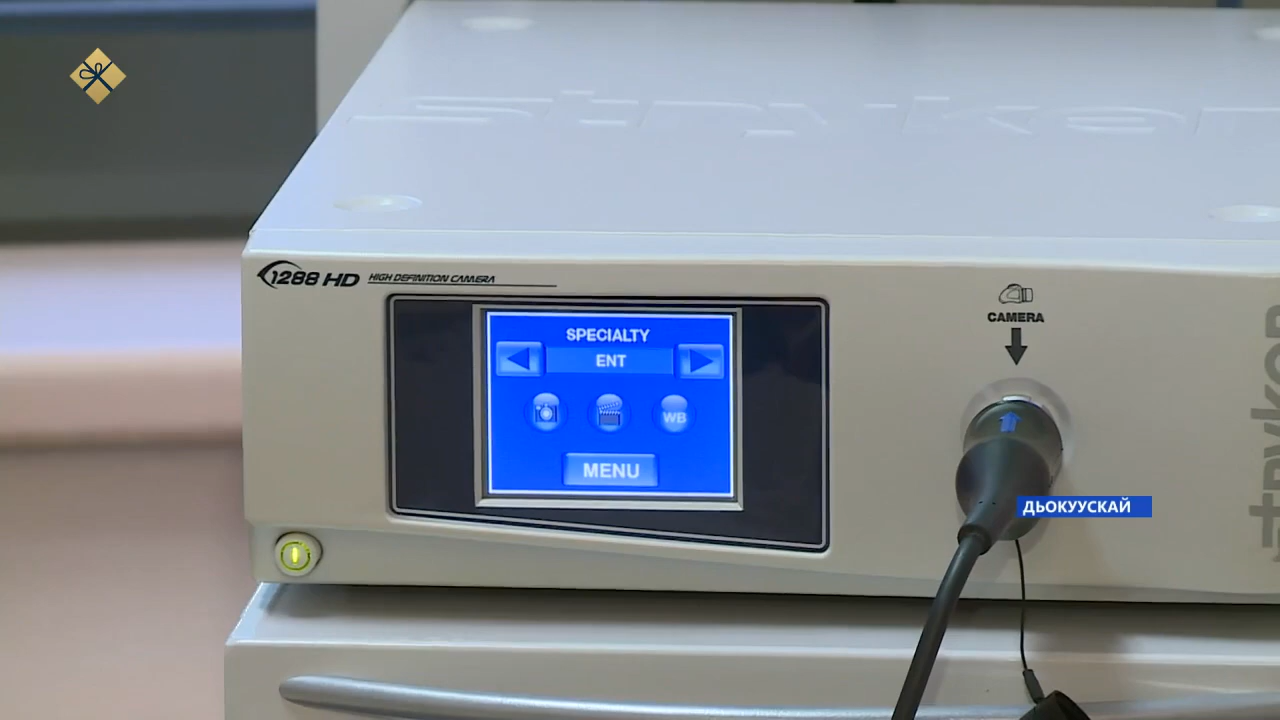 stryker
1288 HD HIGH DEFINITION CAMERA
CAMERA
SPECIALTY
ENT
WB
MENU
stryker
ДЬОКУУСКАЙ